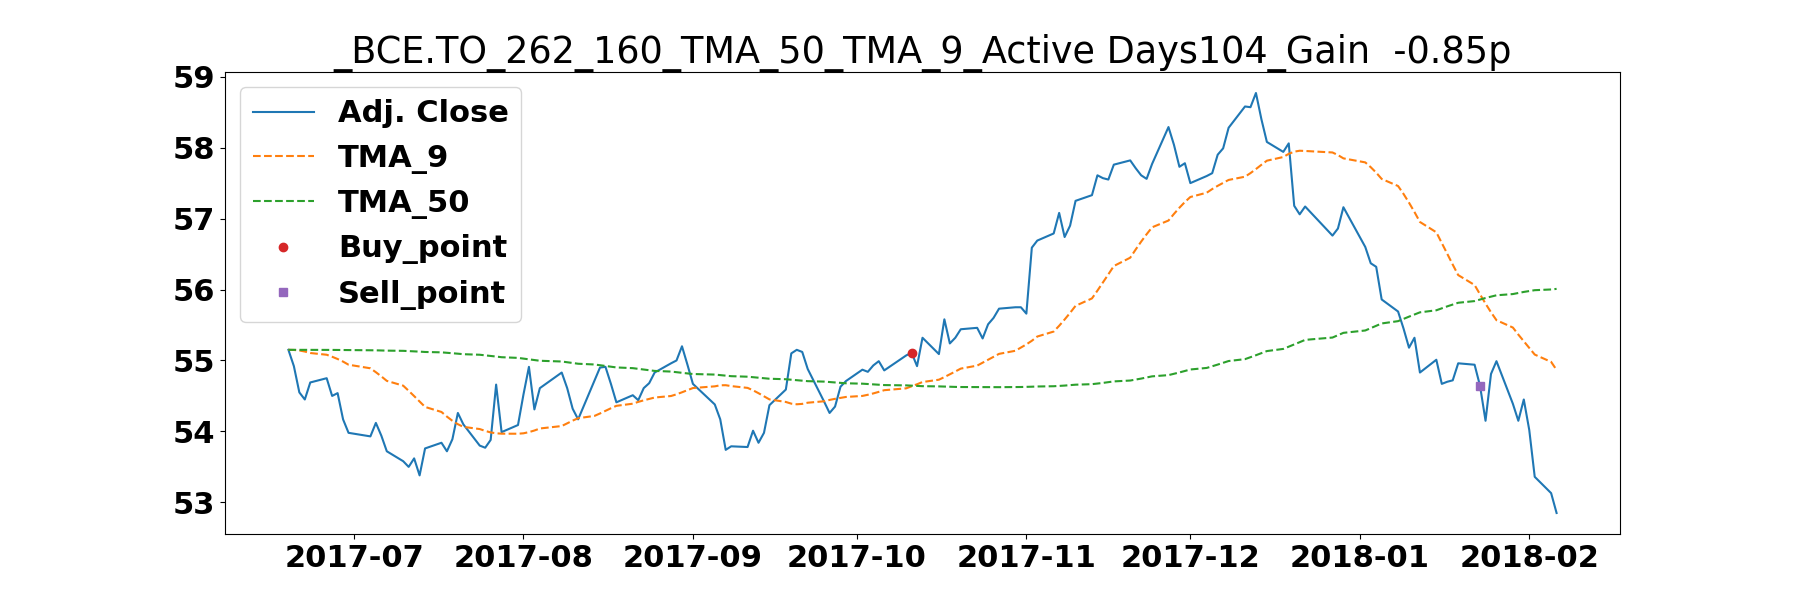 _BCE.TO_262_160_TMA_50_TMA_9_Active Days104_Gain  -0.85p
59
58
57
56
55
54
53
Adj. Close
TMA_9
TMA_50
Buy_point
Sell_point
2017-07 2017-08 2017-09 2017-10 2017-11 2017-12 2018-01 2018-02